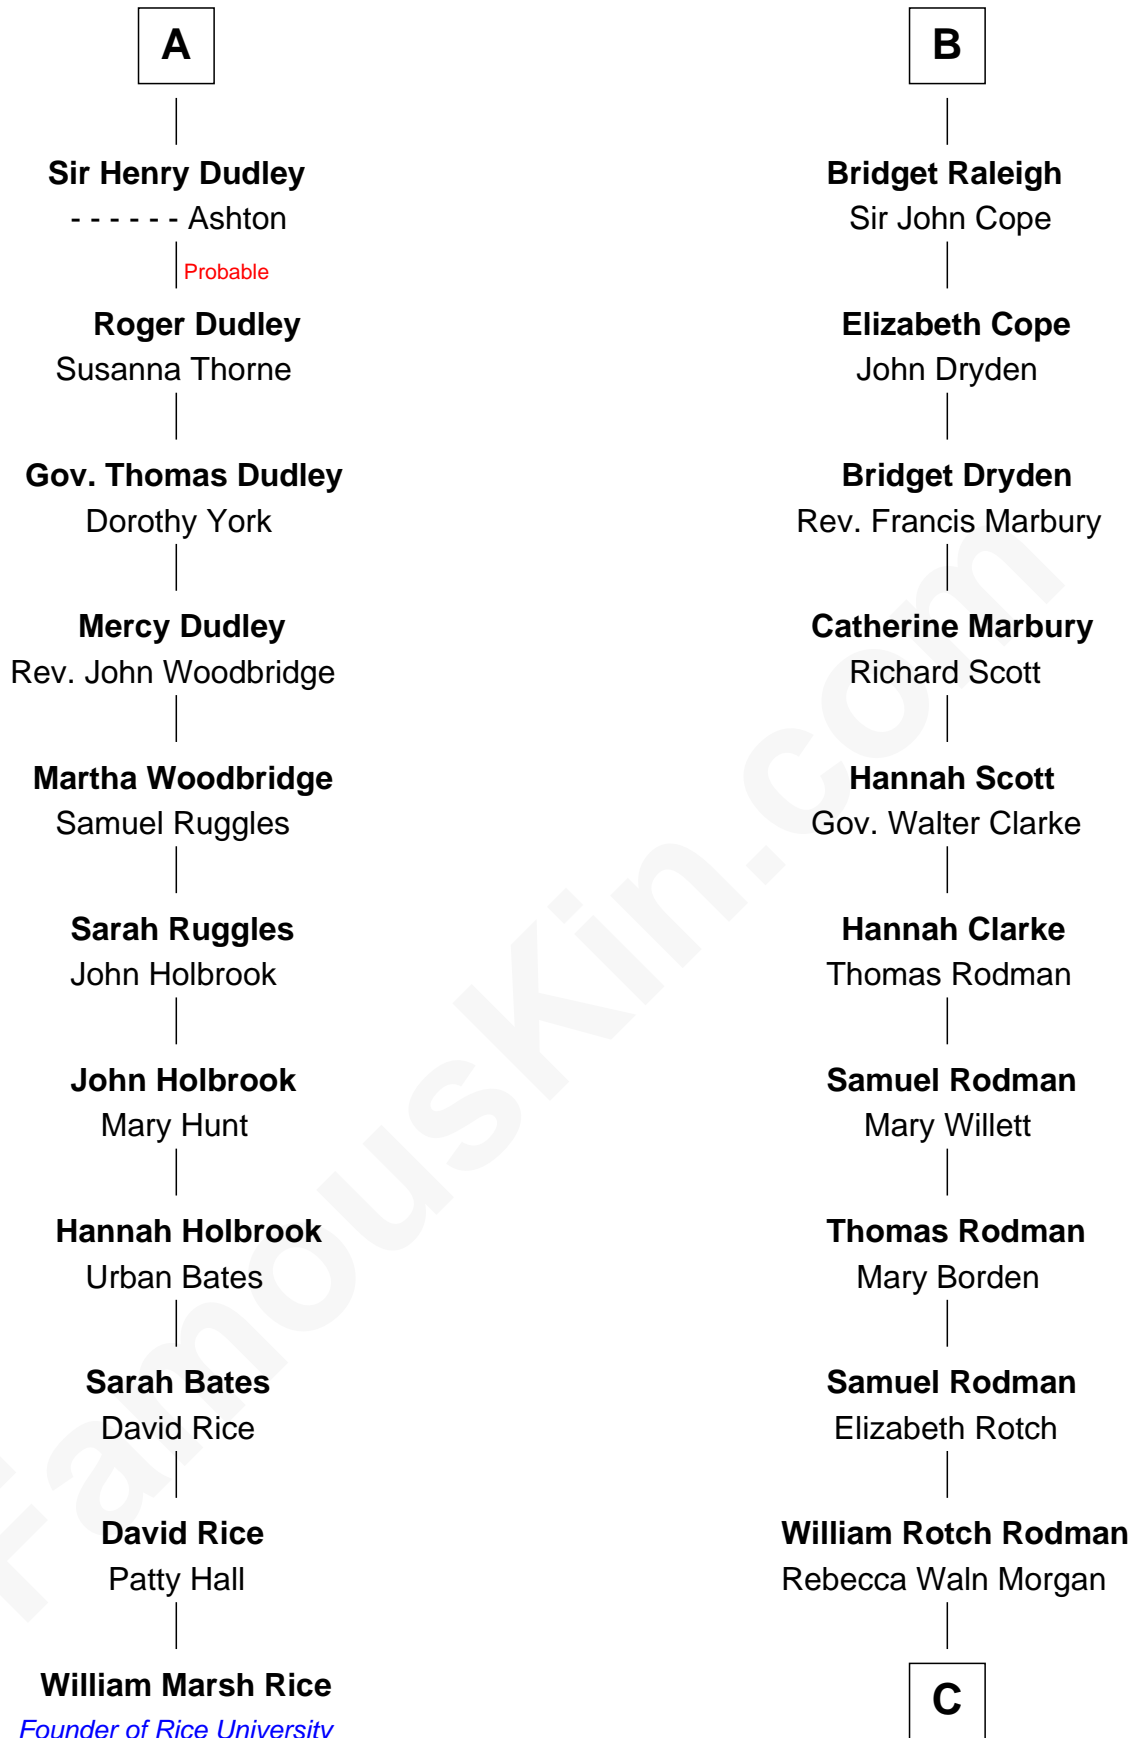 A
Sir Henry Dudley
- - - - - - Ashton
Probable
Roger Dudley
Susanna Thorne
Gov. Thomas Dudley
Dorothy York
Mercy Dudley
Rev. John Woodbridge
Martha Woodbridge
Samuel Ruggles
Sarah Ruggles
John Holbrook
John Holbrook
Mary Hunt
Hannah Holbrook
Urban Bates
Sarah Bates
David Rice
David Rice
Patty Hall
William Marsh Rice
Founder of Rice University
B
Bridget Raleigh
Sir John Cope
Elizabeth Cope
John Dryden
Bridget Dryden
Rev. Francis Marbury
Catherine Marbury
Richard Scott
Hannah Scott
Gov. Walter Clarke
Hannah Clarke
Thomas Rodman
Samuel Rodman
Mary Willett
Thomas Rodman
Mary Borden
Samuel Rodman
Elizabeth Rotch
William Rotch Rodman
Rebecca Waln Morgan
C
FamousKin.com